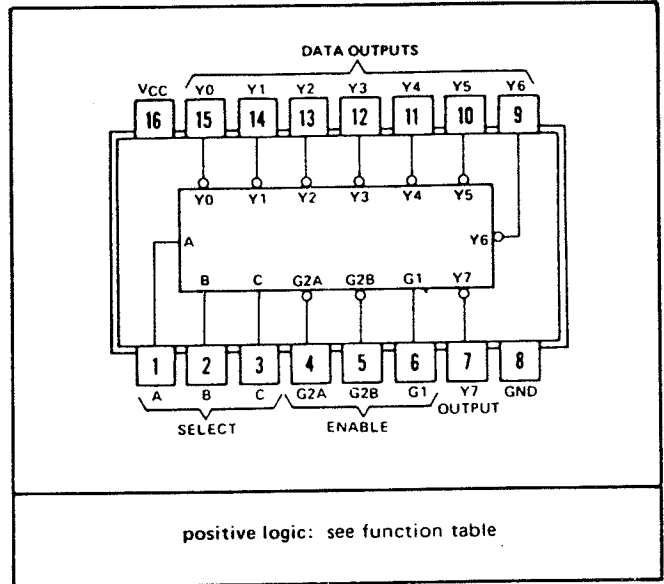 DATA OUTPUTS
VCC Y0 Y1 Y2 Y3 Y4 Y5 Y6
16 15 14 13 12 11 10 9
Y0 Y1 Y2 Y3 Y4 Y5
A Y6
B C G2A G2B G1 Y7
1 2 3 4 5 6 7 8
A B C G2A G2B G1 Y7 GND
SELECT ENABLE OUTPUT
positive logic: see function table